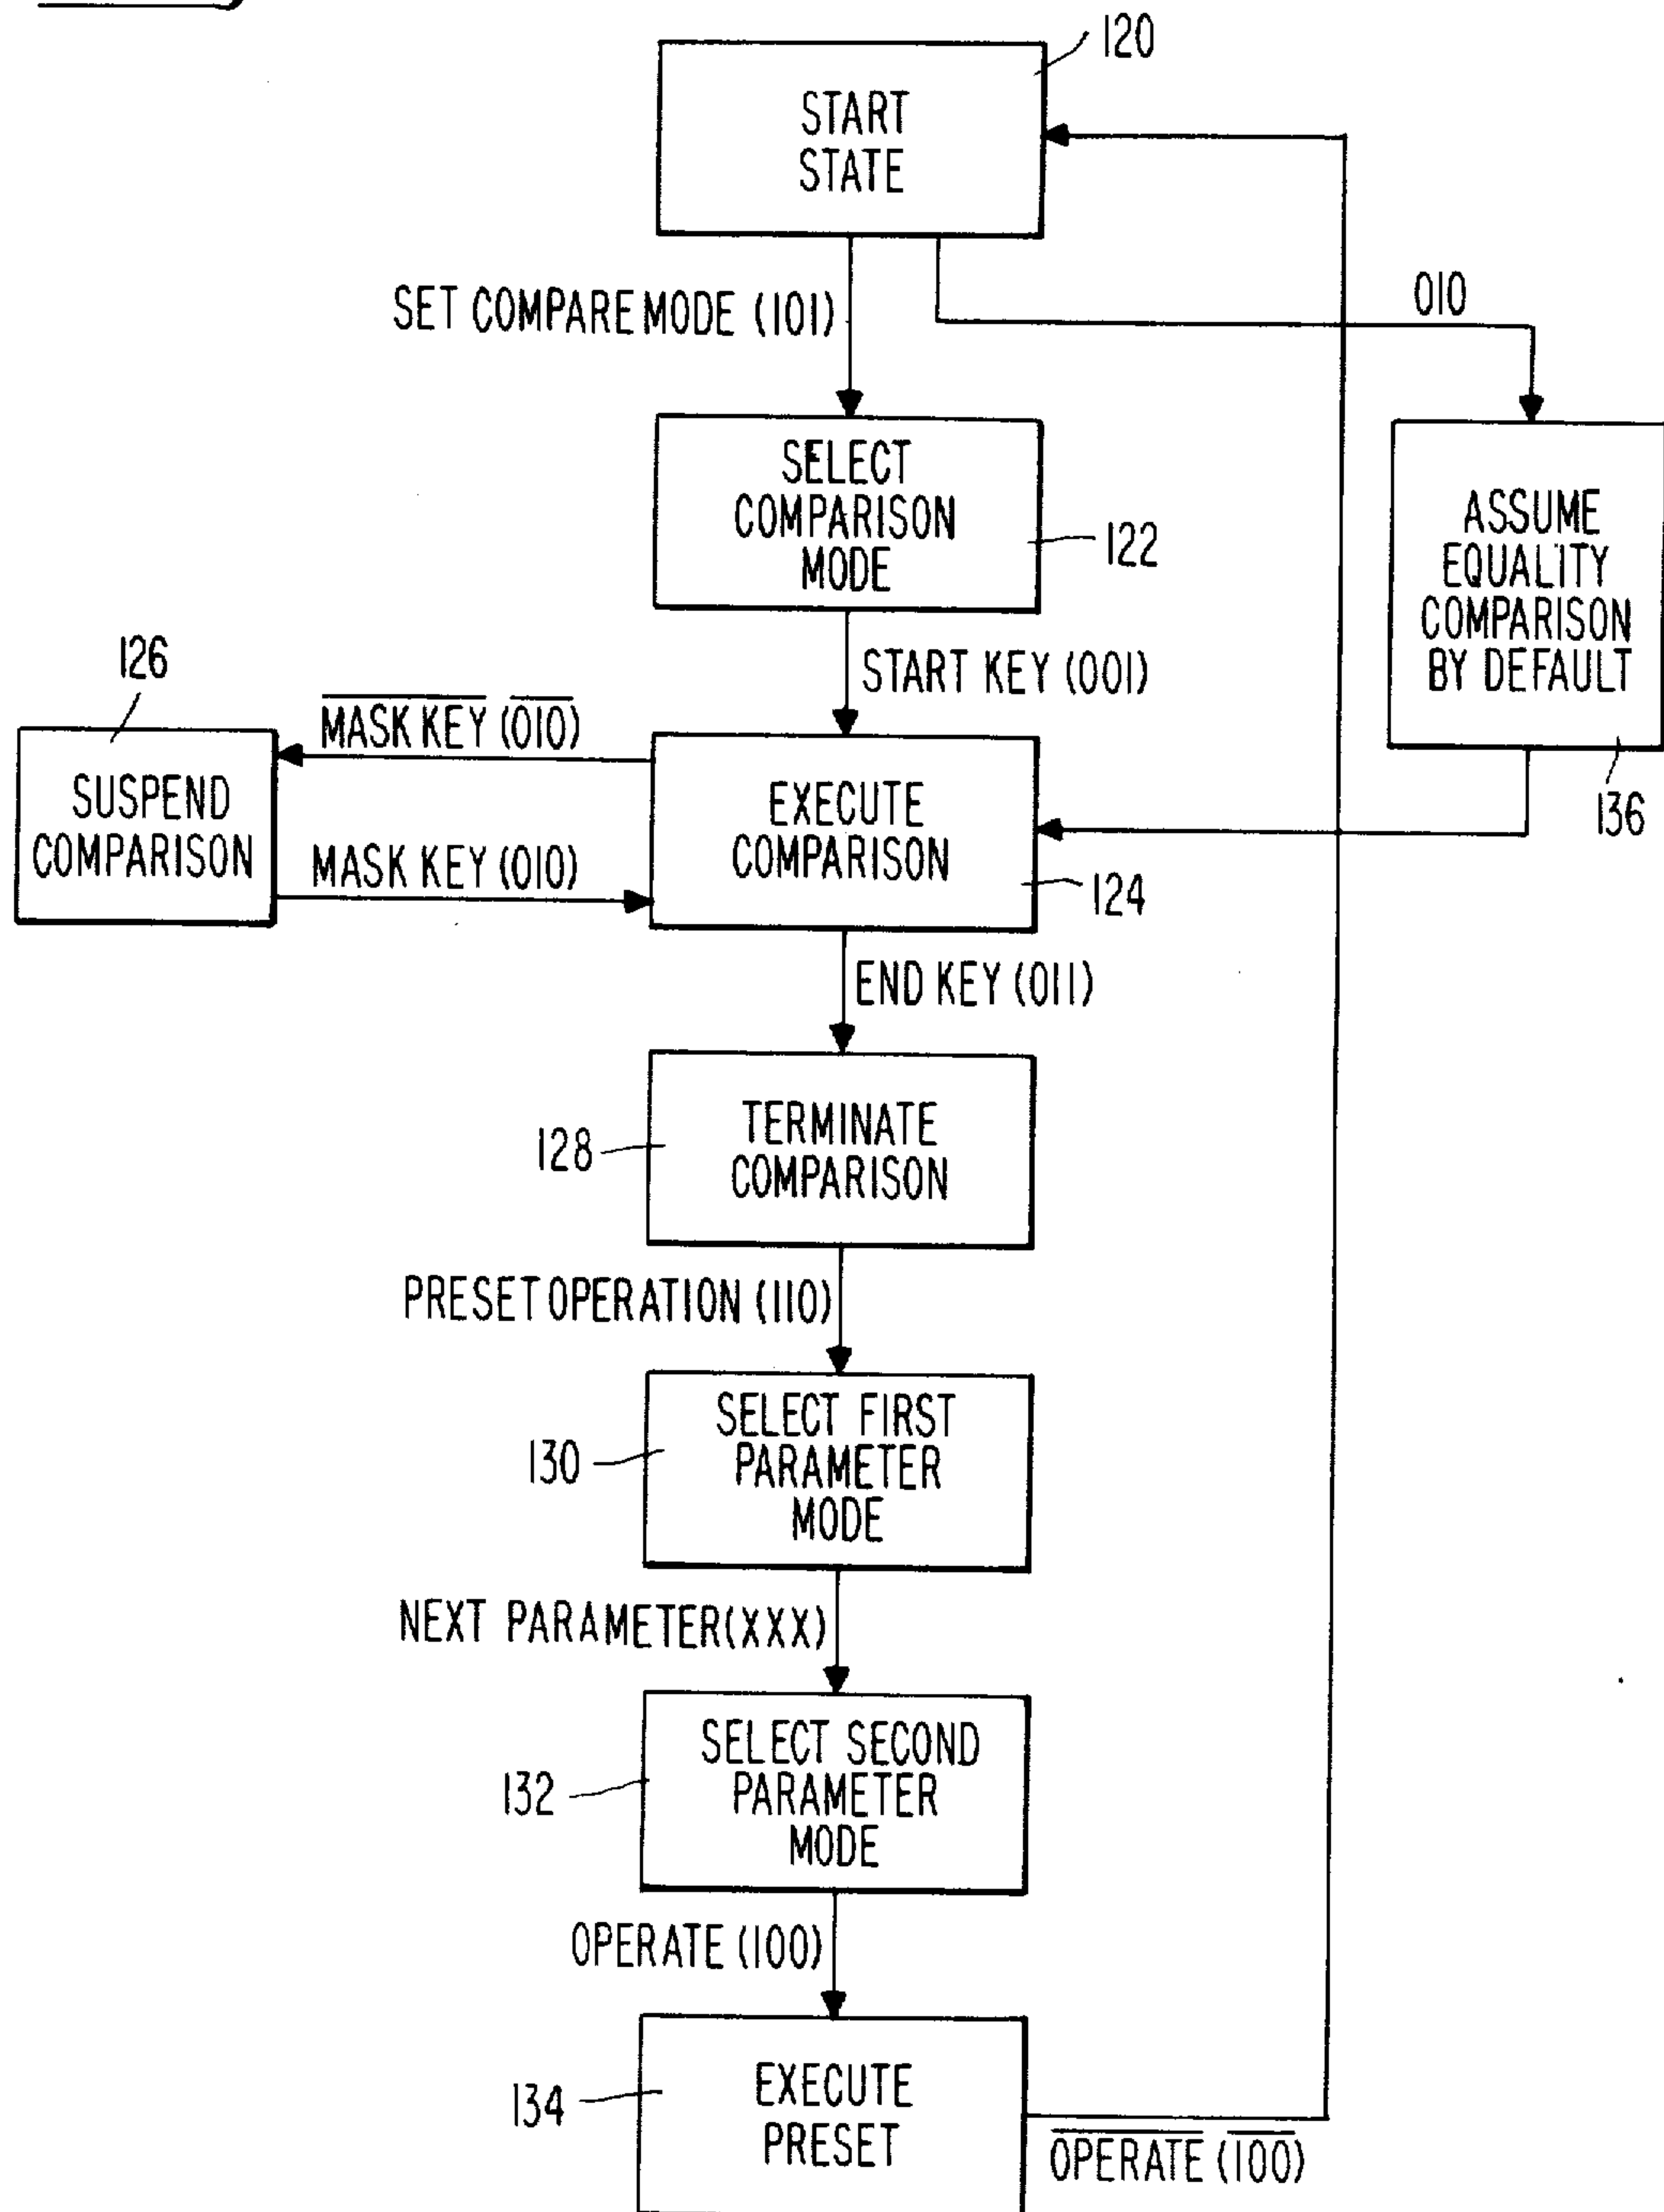 120
START
STATE
SET COMPARE MODE (101)
010
SELECT
COMPARISON
MODE
122
ASSUME
EQUALITY
COMPARISON
BY DEFAULT
136
START KEY (001)
126
MASK KEY (010)
SUSPEND
COMPARISON
MASK KEY (010)
EXECUTE
COMPARISON
124
END KEY (011)
TERMINATE
COMPARISON
128
PRESET OPERATION (110)
SELECT FIRST
PARAMETER
MODE
130
NEXT PARAMETER(XXX)
SELECT SECOND
PARAMETER
MODE
132
OPERATE (100)
EXECUTE
PRESET
134
OPERATE (100)